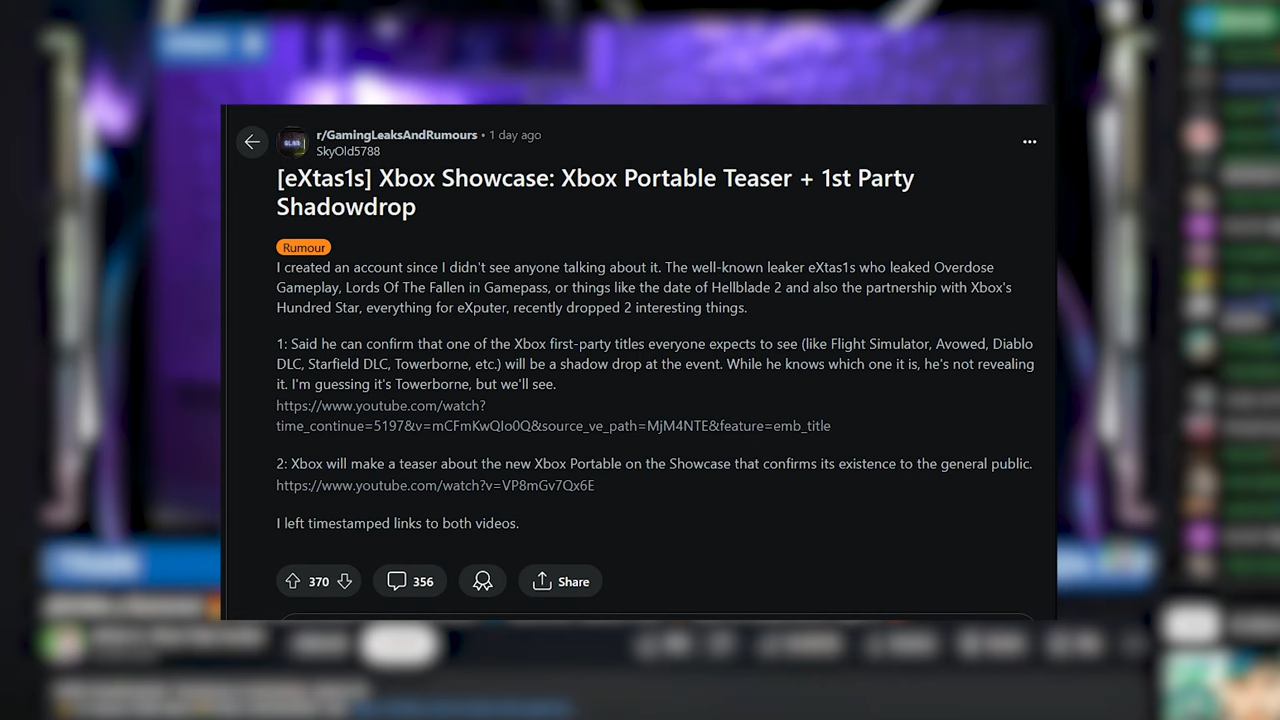 r/GamingLeaksAndRumours • 1 day ago
SkyOld5788
[eXtas1s] Xbox Showcase: Xbox Portable Teaser + 1st Party
Shadowdrop
Rumour
I created an account since I didn't see anyone talking about it. The well-known leaker eXtas1s who leaked Overdose
Gameplay, Lords Of The Fallen in Gamepass, or things like the date of Hellblade 2 and also the partnership with Xbox's
Hundred Star, everything for eXputer, recently dropped 2 interesting things.
1: Said he can confirm that one of the Xbox first-party titles everyone expects to see (like Flight Simulator, Avowed, Diablo
DLC, Starfield DLC, Towerborne, etc.) will be a shadow drop at the event. While he knows which one it is, he's not revealing
it. I'm guessing it's Towerborne, but we'll see.
https://www.youtube.com/watch?
time_continue=5197&v=mCFmKwQIo0Q&source_ve_path=MjM4NTE&feature=emb_title
2: Xbox will make a teaser about the new Xbox Portable on the Showcase that confirms its existence to the general public.
https://www.youtube.com/watch?v=VP8mGv7Qx6E
I left timestamped links to both videos.
370 356 Share